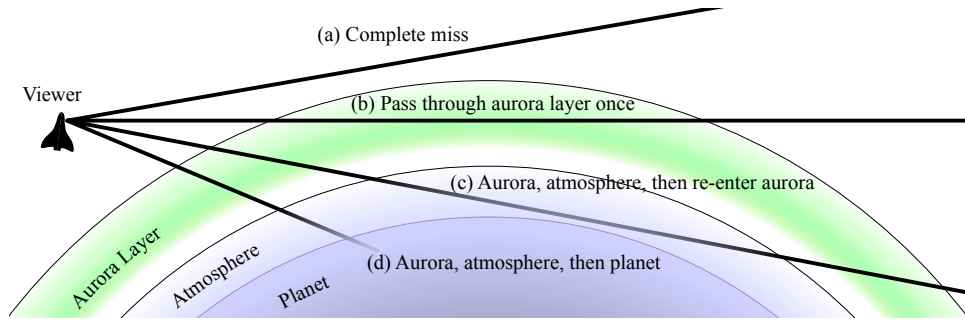 (a) Complete miss
Viewer
(b) Pass through aurora layer once
(c) Aurora, atmosphere, then re-enter aurora
Aurora Layer
Atmosphere
(d) Aurora, atmosphere, then planet
Planet